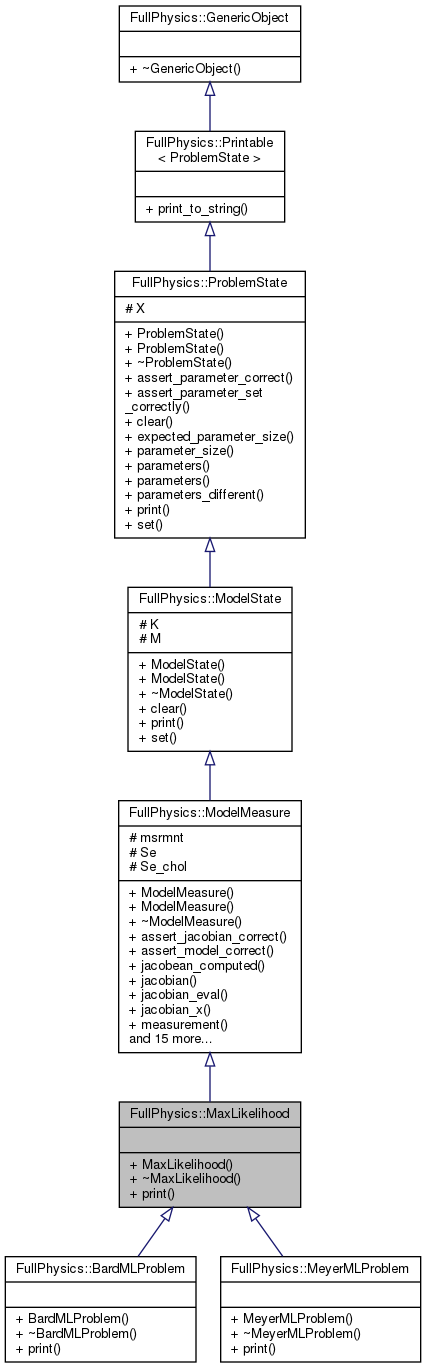 FullPhysics::GenericObject
+ ~GenericObject()
FullPhysics::Printable
< ProblemState >
+ print_to_string()
FullPhysics::ProblemState
# X
+ ProblemState()
+ ProblemState()
+ ~ProblemState()
+ assert_parameter_correct()
+ assert_parameter_set
_correctly()
+ clear()
+ expected_parameter_size()
+ parameter_size()
+ parameters()
+ parameters()
+ parameters_different()
+ print()
+ set()
FullPhysics::ModelState
# K
# M
+ ModelState()
+ ModelState()
+ ~ModelState()
+ clear()
+ print()
+ set()
FullPhysics::ModelMeasure
# msrmnt
# Se
# Se_chol
+ ModelMeasure()
+ ModelMeasure()
+ ~ModelMeasure()
+ assert_jacobian_correct()
+ assert_model_correct()
+ jacobean_computed()
+ jacobian()
+ jacobian_eval()
+ jacobian_x()
+ measurement()
and 15 more...
FullPhysics::MaxLikelihood
+ MaxLikelihood()
+ ~MaxLikelihood()
+ print()
FullPhysics::BardMLProblem
+ BardMLProblem()
+ ~BardMLProblem()
+ print()
FullPhysics::MeyerMLProblem
+ MeyerMLProblem()
+ ~MeyerMLProblem()
+ print()